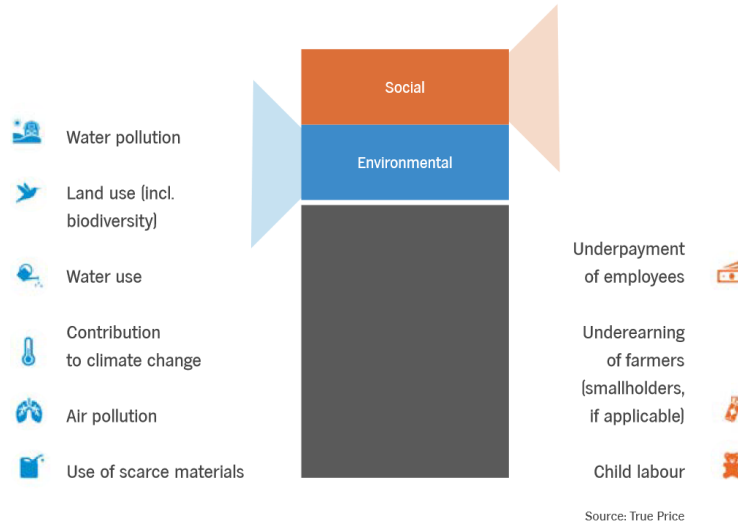 Social
Environmental
Water pollution
Land use (incl.
biodiversity)
Water use
Contribution
to climate change
Air pollution
Use of scarce materials
Underpayment
of employees
Underearning
of farmers
(smallholders,
if applicable)
Child labour
Source: True Price